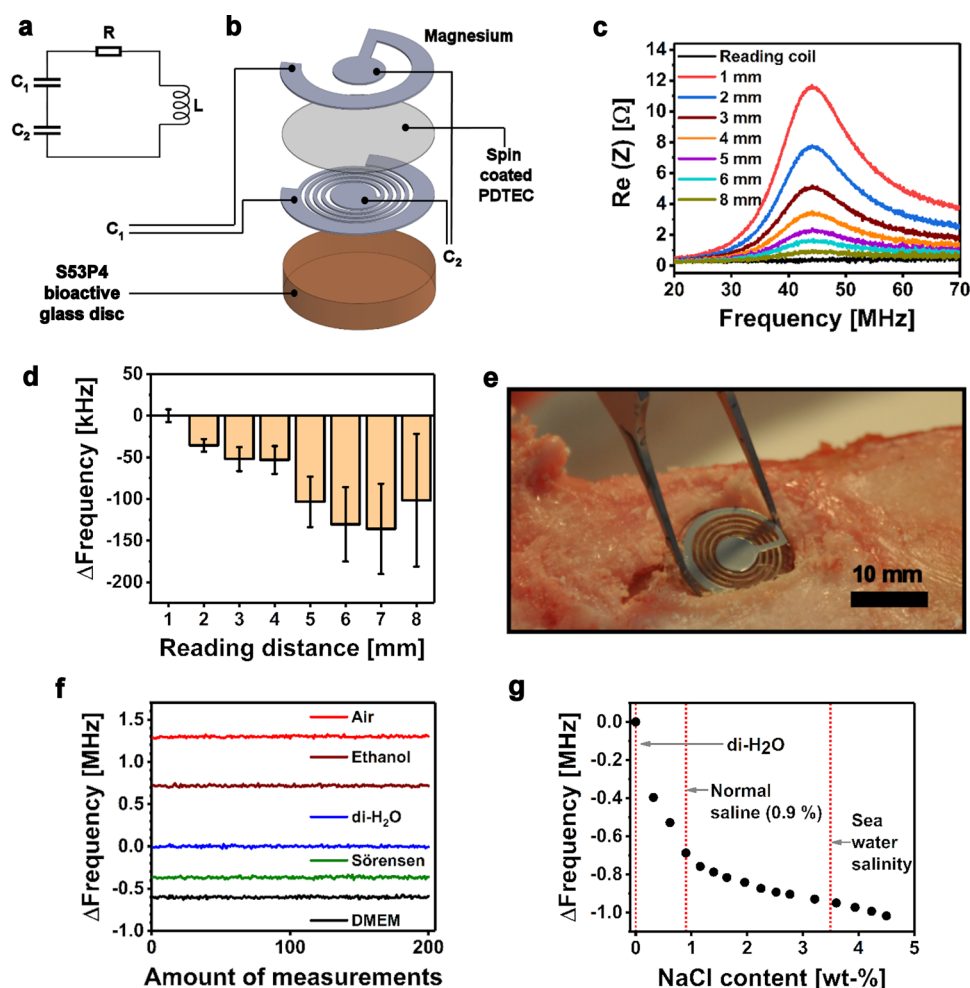 a
R
C1
C2
L
b
Magnesium
Spin
coated
PDTEC
C1
C2
S53P4
bioactive
glass disc
c
Re (Z) [Ω]
14
12
10
8
6
4
2
0
Reading coil
1 mm
2 mm
3 mm
4 mm
5 mm
6 mm
8 mm
20 30 40 50 60 70
Frequency [MHz]
d
ΔFrequency [kHz]
50
0
-50
-100
-150
-200
1 2 3 4 5 6 7 8
Reading distance [mm]
e
10 mm
f
ΔFrequency [MHz]
1.5
1.0
0.5
0.0
-0.5
-1.0
Air
Ethanol
di-H2O
Sörensen
DMEM
0 100 200
Amount of measurements
g
ΔFrequency [MHz]
0.0
-0.2
-0.4
-0.6
-0.8
-1.0
di-H2O
Normal
saline (0.9 %)
Sea
water
salinity
0 1 2 3 4 5
NaCl content [wt-%]